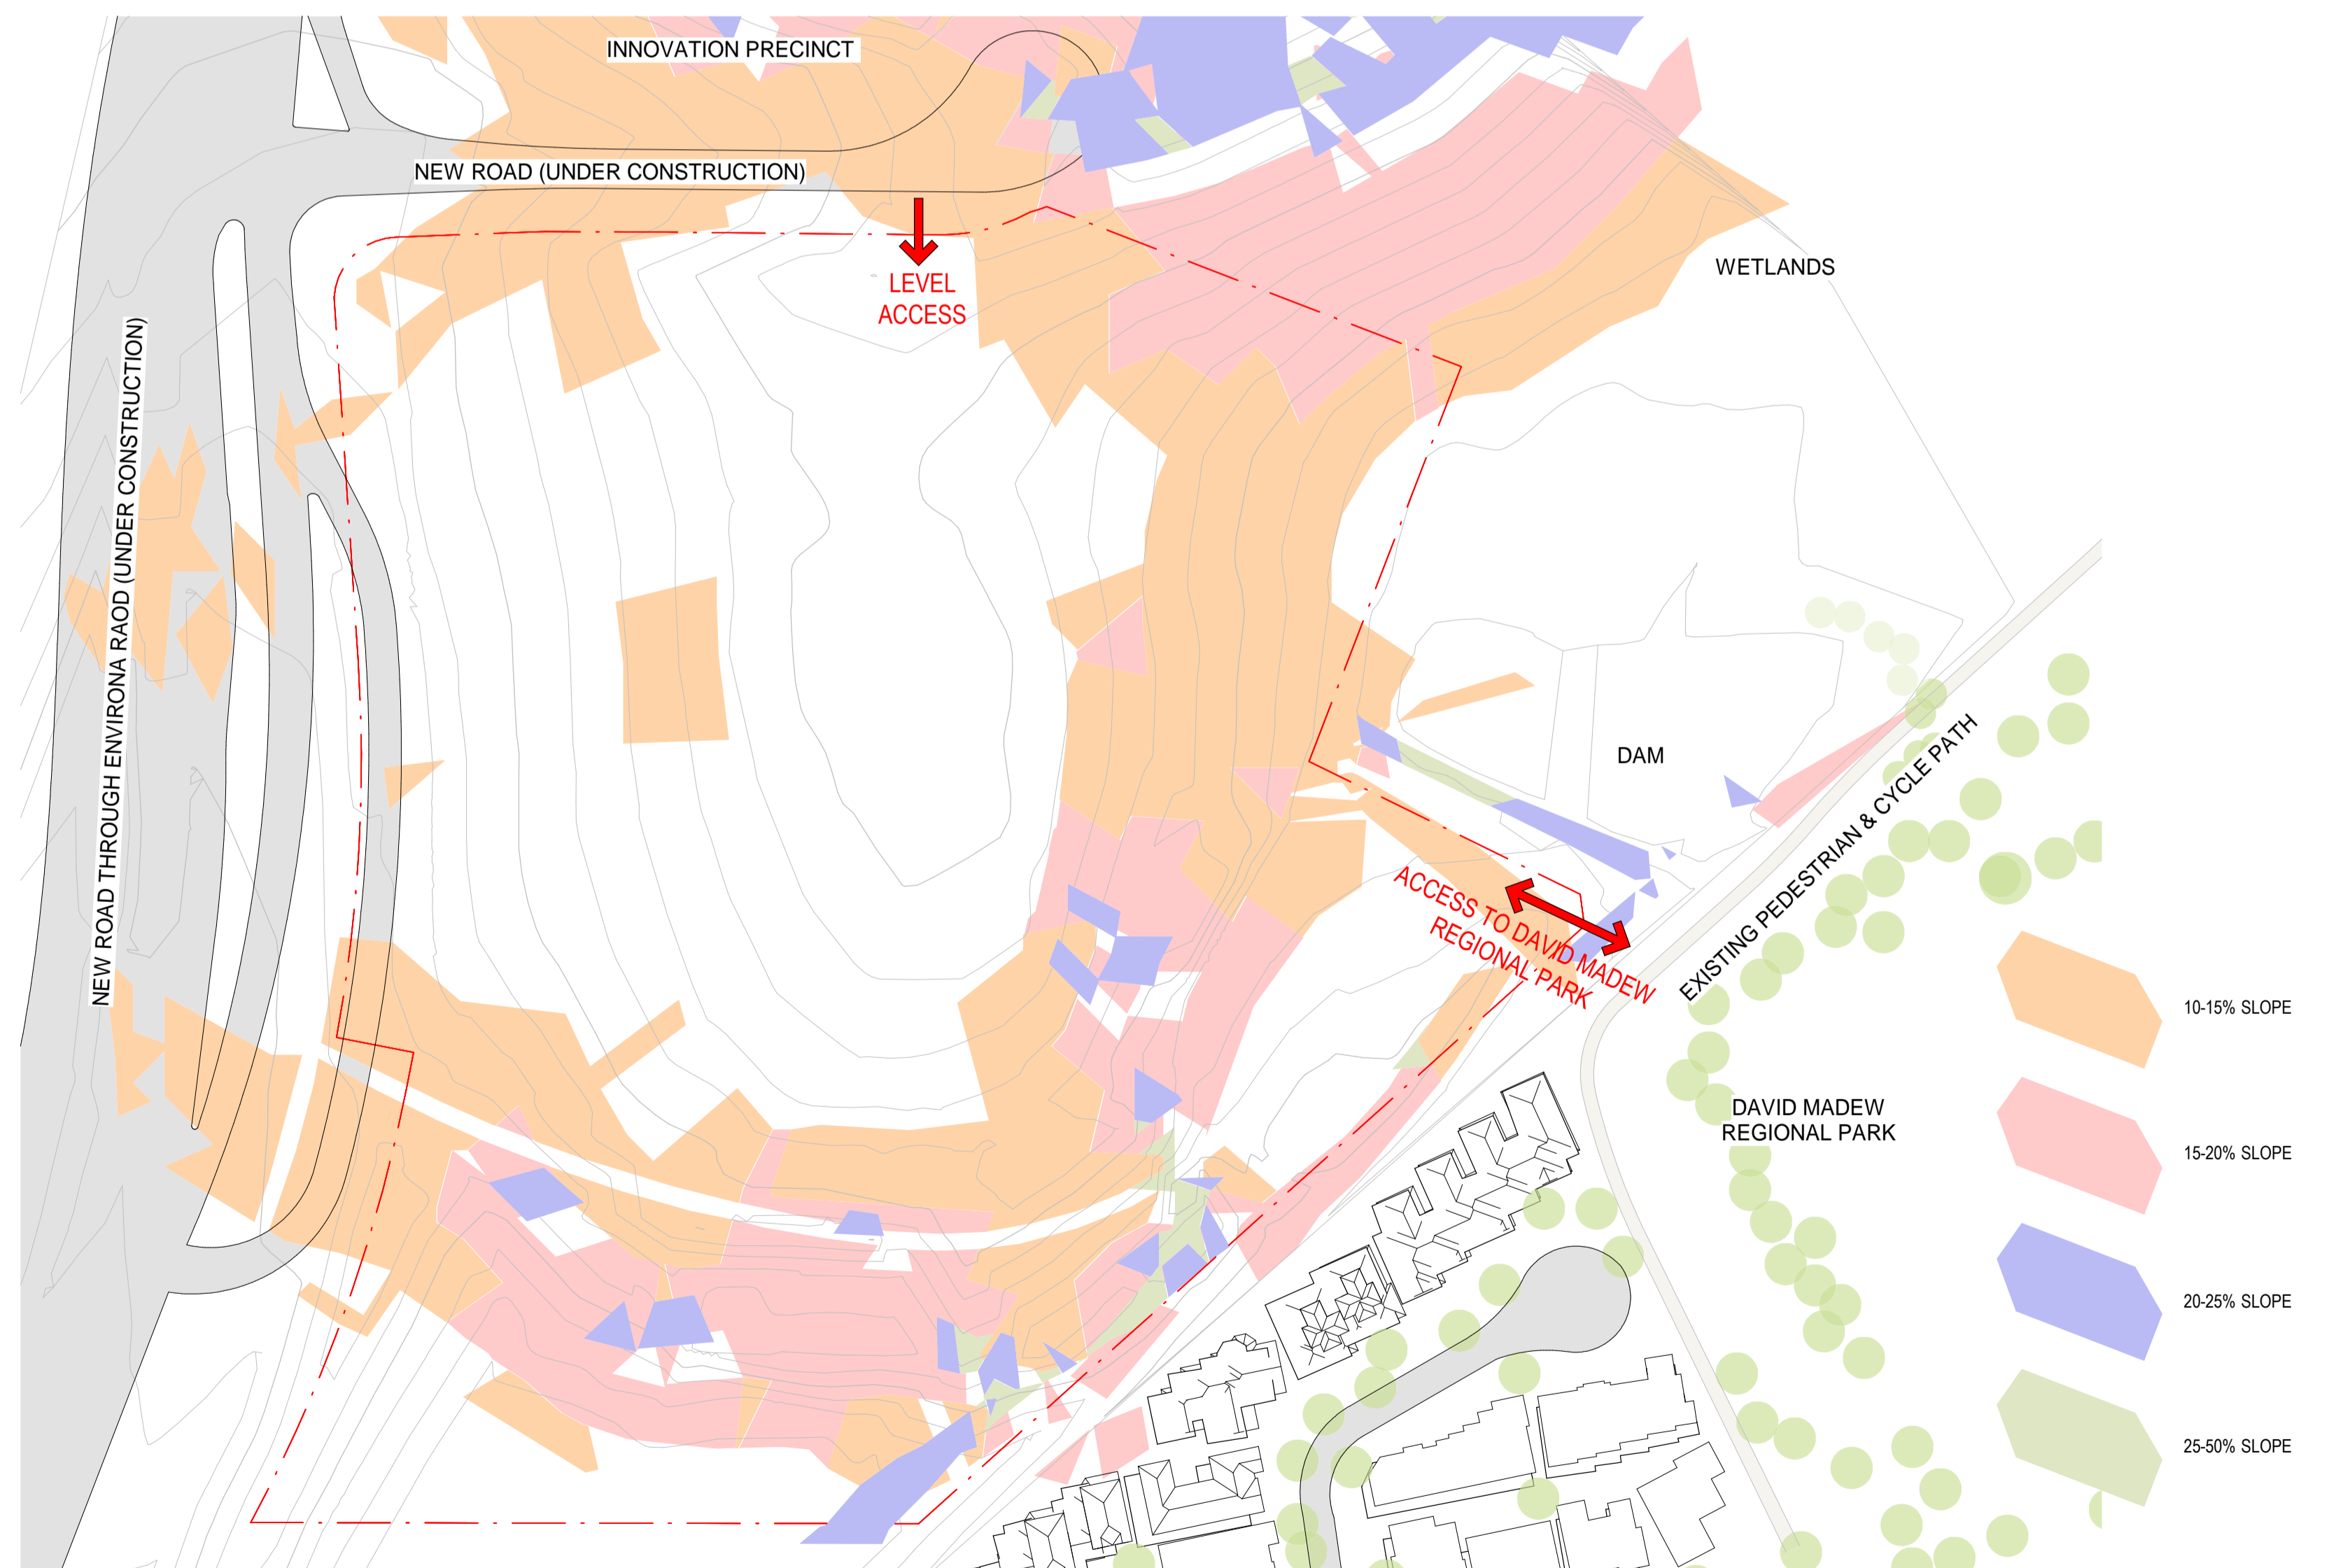 INNOVATION PRECINCT
NEW ROAD (UNDER CONSTRUCTION)
LEVEL
ACCESS
WETLANDS
NEW ROAD THROUGH ENVIRONA RAOD (UNDER CONSTRUCTION)
DAM
EXISTING PEDESTRIAN & CYCLE PATH
ACCESS TO DAVID MADEW
REGIONAL PARK
DAVID MADEW
REGIONAL PARK
10-15% SLOPE
15-20% SLOPE
20-25% SLOPE
25-50% SLOPE